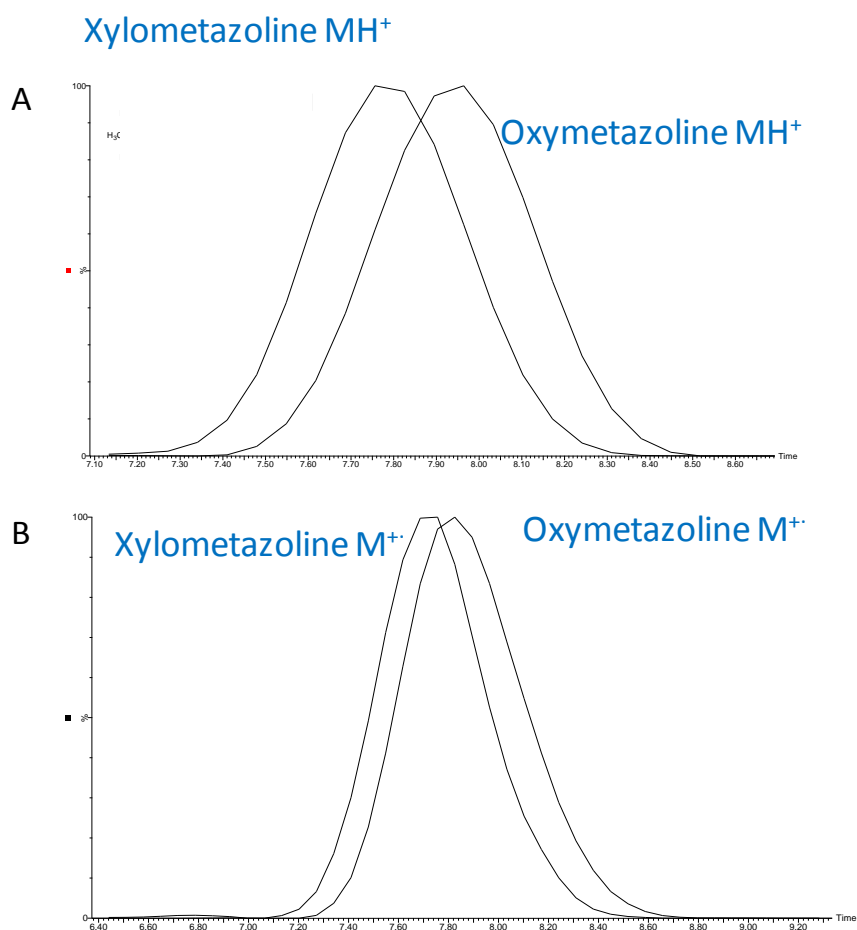 Xylometazoline MH⁺
A
100
Oxymetazoline MH⁺
H₃C
%
0
7.10 7.20 7.30 7.40 7.50 7.60 7.70 7.80 7.90 8.00 8.10 8.20 8.30 8.40 8.50 8.60 Time
B
100
Xylometazoline M⁺·
Oxymetazoline M⁺·
%
0
6.40 6.60 6.80 7.00 7.20 7.40 7.60 7.80 8.00 8.20 8.40 8.60 8.80 9.00 9.20 Time